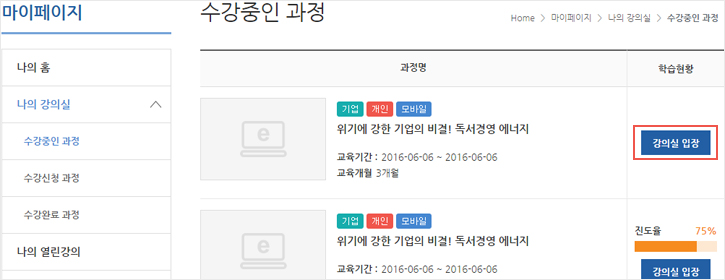 마이페이지
나의 홈
나의 강의실
수강중인 과정
수강신청 과정
수강완료 과정
나의 열린강의
수강중인 과정
Home > 마이페이지 > 나의 강의실 > 수강중인 과정
과정명 학습현황
e
기업 개인 모바일
위기에 강한 기업의 비결! 독서경영 에너지
교육기간 : 2016-06-06 ~ 2016-06-06
교육개월 3개월
강의실 입장
e
기업 개인 모바일
위기에 강한 기업의 비결! 독서경영 에너지
교육기간 : 2016-06-06 ~ 2016-06-06
진도율 75%
강의실 입장